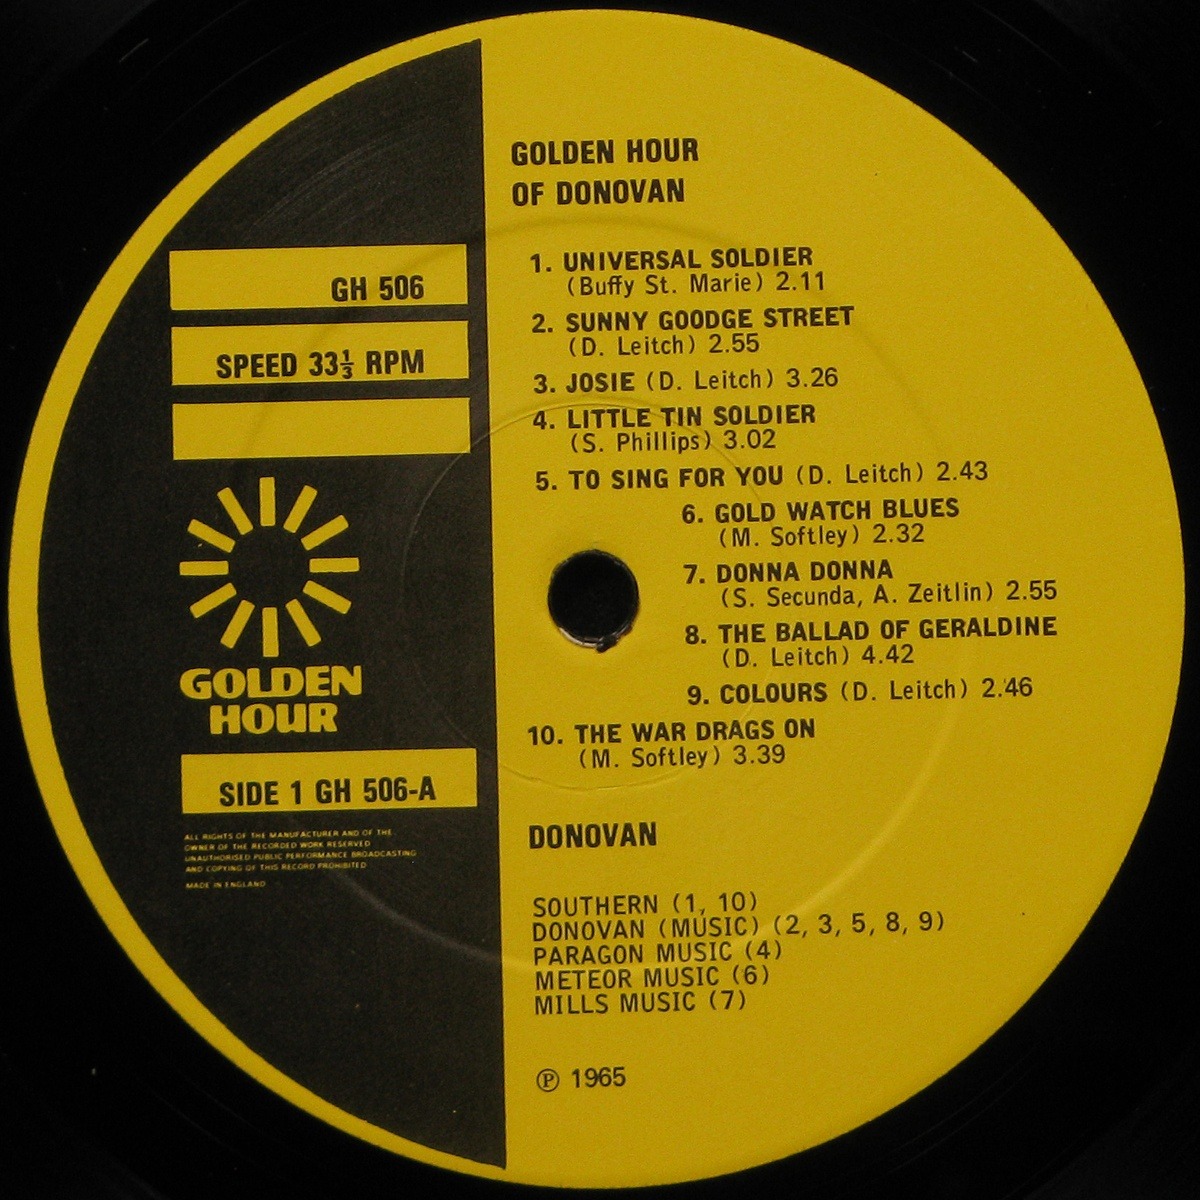 GOLDEN HOUR
OF DONOVAN
GH 506
SPEED 33⅓ RPM
GOLDEN
HOUR
SIDE 1 GH 506-A
ALL RIGHTS OF THE MANUFACTURER AND OF THE
OWNER OF THE RECORDED WORK RESERVED
UNAUTHORISED PUBLIC PERFORMANCE BROADCASTING
AND COPYING OF THIS RECORD PROHIBITED
MADE IN ENGLAND
1. UNIVERSAL SOLDIER
(Buffy St. Marie) 2.11
2. SUNNY GOODGE STREET
(D. Leitch) 2.55
3. JOSIE (D. Leitch) 3.26
4. LITTLE TIN SOLDIER
(S. Phillips) 3.02
5. TO SING FOR YOU (D. Leitch) 2.43
6. GOLD WATCH BLUES
(M. Softley) 2.32
7. DONNA DONNA
(S. Secunda, A. Zeitlin) 2.55
8. THE BALLAD OF GERALDINE
(D. Leitch) 4.42
9. COLOURS (D. Leitch) 2.46
10. THE WAR DRAGS ON
(M. Softley) 3.39
DONOVAN
SOUTHERN (1, 10)
DONOVAN (MUSIC) (2, 3, 5, 8, 9)
PARAGON MUSIC (4)
METEOR MUSIC (6)
MILLS MUSIC (7)
℗ 1965